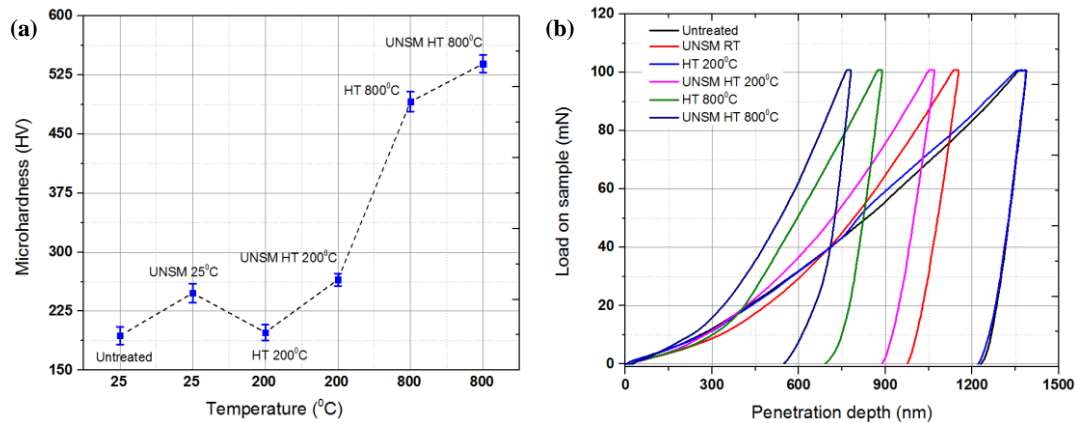 (a)
600
525
450
375
300
225
150
Microhardness (HV)
UNSM HT 800⁰C
HT 800⁰C
UNSM HT 200⁰C
UNSM 25⁰C
HT 200⁰C
Untreated
25 25 200 200 800 800
Temperature (⁰C)
(b)
120
100
80
60
40
20
0
Load on sample (mN)
Untreated
UNSM RT
HT 200⁰C
UNSM HT 200⁰C
HT 800⁰C
UNSM HT 800⁰C
0 300 600 900 1200 1500
Penetration depth (nm)